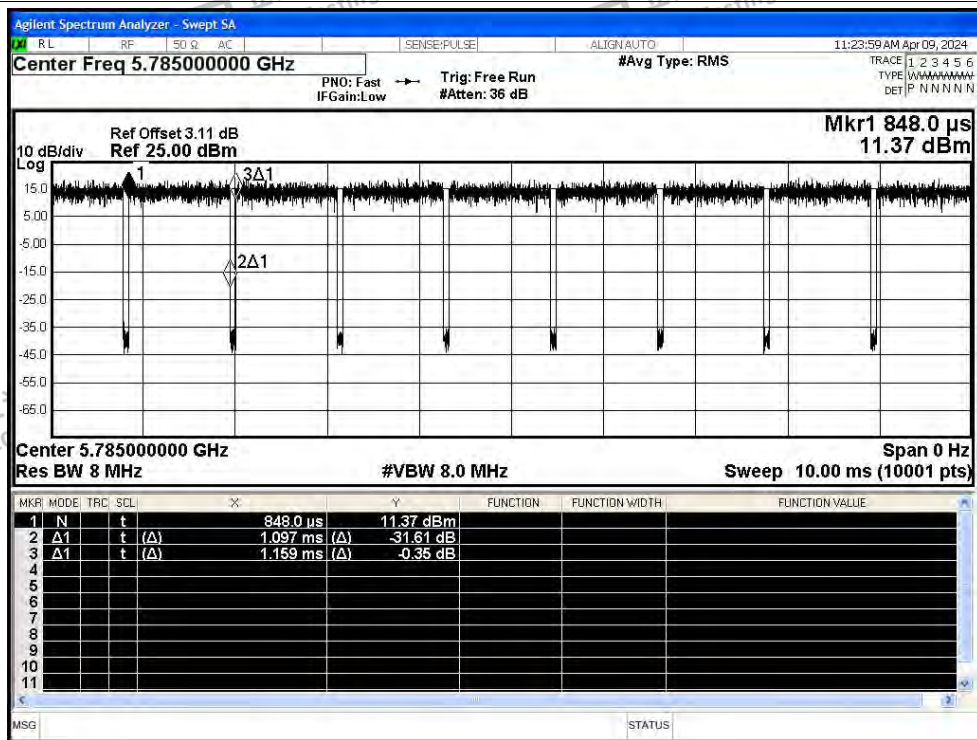 Agilent Spectrum Analyzer - Swept SA
RL RF 50 Ω AC SENSE:PULSE ALIGN AUTO 11:23:59 AM Apr 09, 2024
Center Freq 5.785000000 GHz #Avg Type: RMS TRACE 1 2 3 4 5 6
PNO: Fast Trig: Free Run TYPE WWWWWW
IFGain:Low #Atten: 36 dB DET P N N N N N
Mkr1 848.0 µs
Ref Offset 3.11 dB
10 dB/div Ref 25.00 dBm 11.37 dBm
Log
1 3Δ1
15.0
5.00
-5.00
2Δ1
-15.0
-25.0
-35.0
-45.0
-55.0
-65.0
Center 5.785000000 GHz Span 0 Hz
Res BW 8 MHz #VBW 8.0 MHz Sweep 10.00 ms (10001 pts)
MKR MODE TRC SCL X Y FUNCTION FUNCTION WIDTH FUNCTION VALUE
1 N t 848.0 µs 11.37 dBm
2 Δ1 t (Δ) 1.097 ms (Δ) -31.61 dB
3 Δ1 t (Δ) 1.159 ms (Δ) -0.35 dB
4
5
6
7
8
9
10
11
MSG STATUS